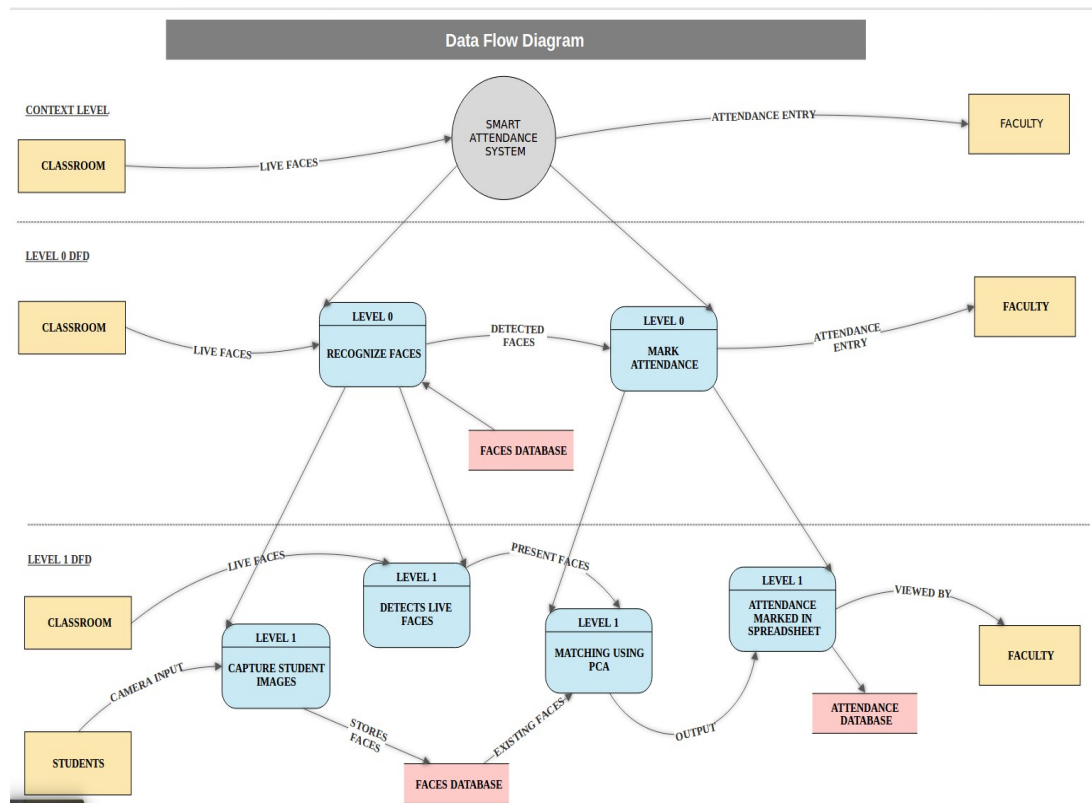 Data Flow Diagram
CONTEXT LEVEL
SMART
ATTENDANCE
SYSTEM
ATTENDANCE ENTRY
FACULTY
CLASSROOM
LIVE FACES
LEVEL 0 DFD
CLASSROOM
LIVE FACES
LEVEL 0
RECOGNIZE FACES
DETECTED
FACES
LEVEL 0
MARK
ATTENDANCE
ATTENDANCE
ENTRY
FACULTY
FACES DATABASE
LEVEL 1 DFD
CLASSROOM
LIVE FACES
LEVEL 1
DETECTS LIVE
FACES
PRESENT FACES
LEVEL 1
ATTENDANCE
MARKED IN
SPREADSHEET
VIEWED BY
FACULTY
LEVEL 1
CAPTURE STUDENT
IMAGES
LEVEL 1
MATCHING USING
PCA
CAMERA INPUT
STUDENTS
STORES
FACES
FACES DATABASE
EXISTING FACES
OUTPUT
ATTENDANCE
DATABASE